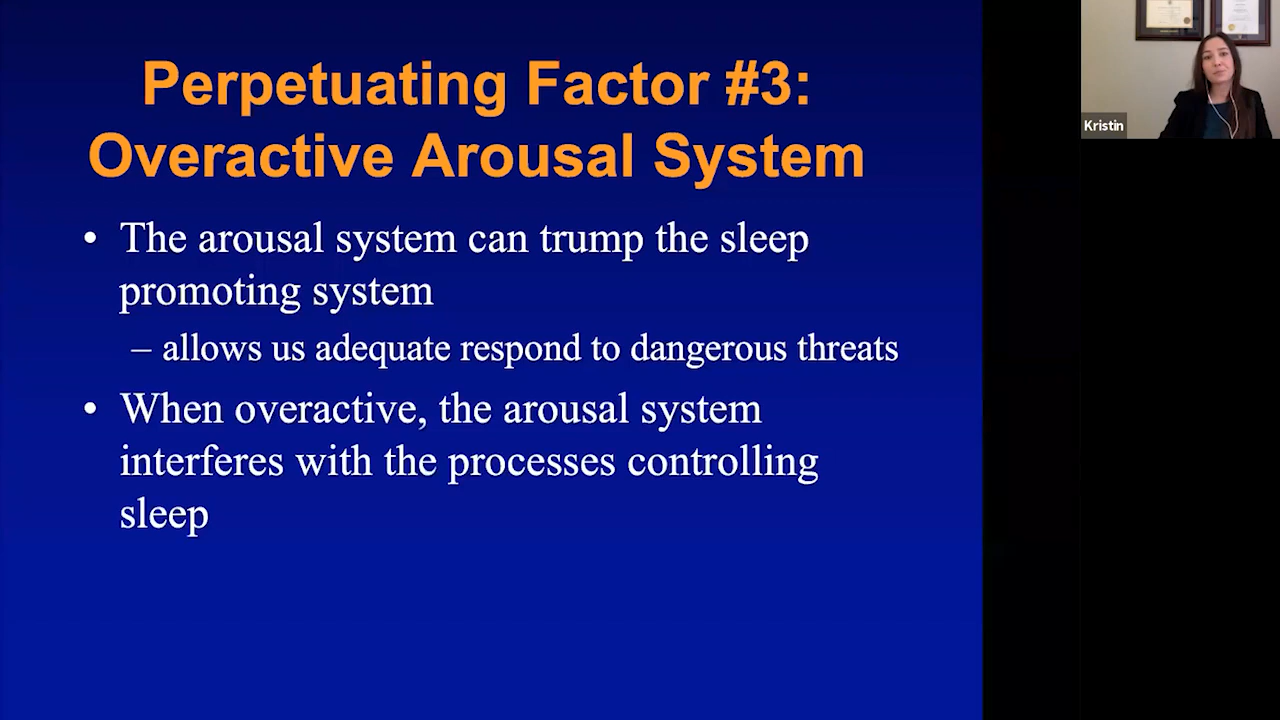 Perpetuating Factor #3:
Overactive Arousal System
• The arousal system can trump the sleep
promoting system
– allows us adequate respond to dangerous threats
• When overactive, the arousal system
interferes with the processes controlling
sleep
Kristin